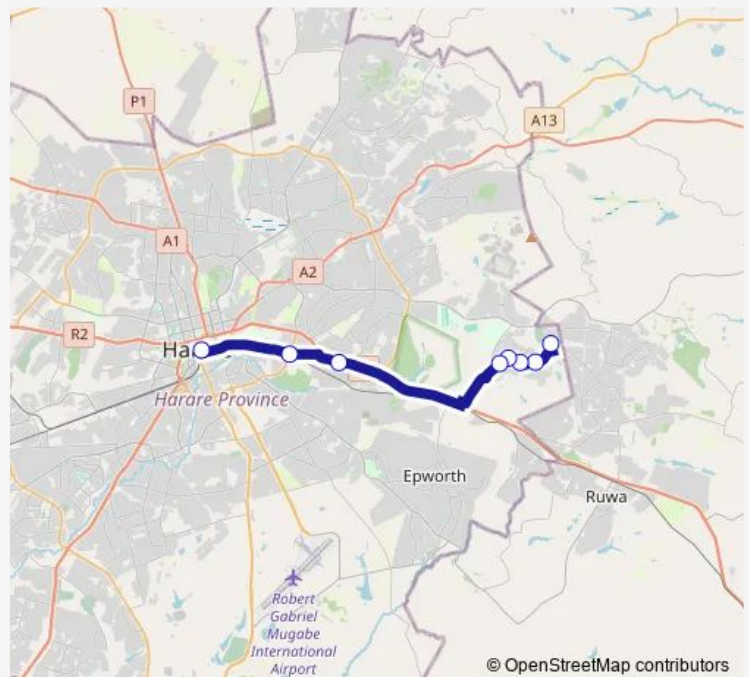 P1
A13
A1
A2
R2
Ha
Harare Province
Epworth
Ruwa
Robert
Gabriel
Mugabe
International
Airport
© OpenStreetMap contributors